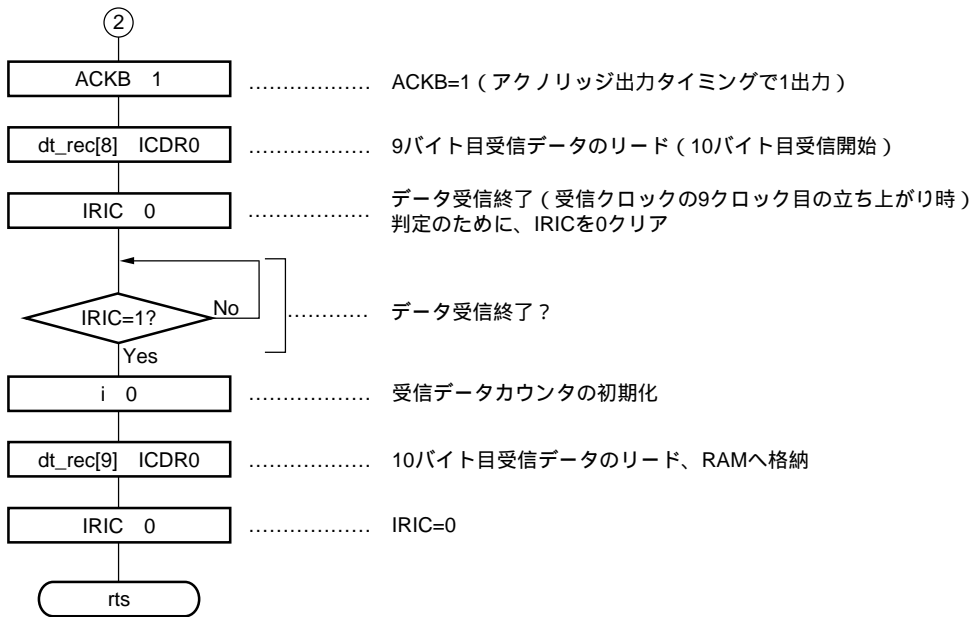 2
ACKB 1 .................. ACKB=1(アクノリッジ出力タイミングで1出力)
dt_rec[8] ICDR0 .................. 9バイト目受信データのリード(10バイト目受信開始)
IRIC 0 .................. データ受信終了(受信クロックの9クロック目の立ち上がり時)
判定のために、IRICを0クリア
IRIC=1? No ............ データ受信終了?
Yes
i 0 .................. 受信データカウンタの初期化
dt_rec[9] ICDR0 .................. 10バイト目受信データのリード、RAMへ格納
IRIC 0 .................. IRIC=0
rts